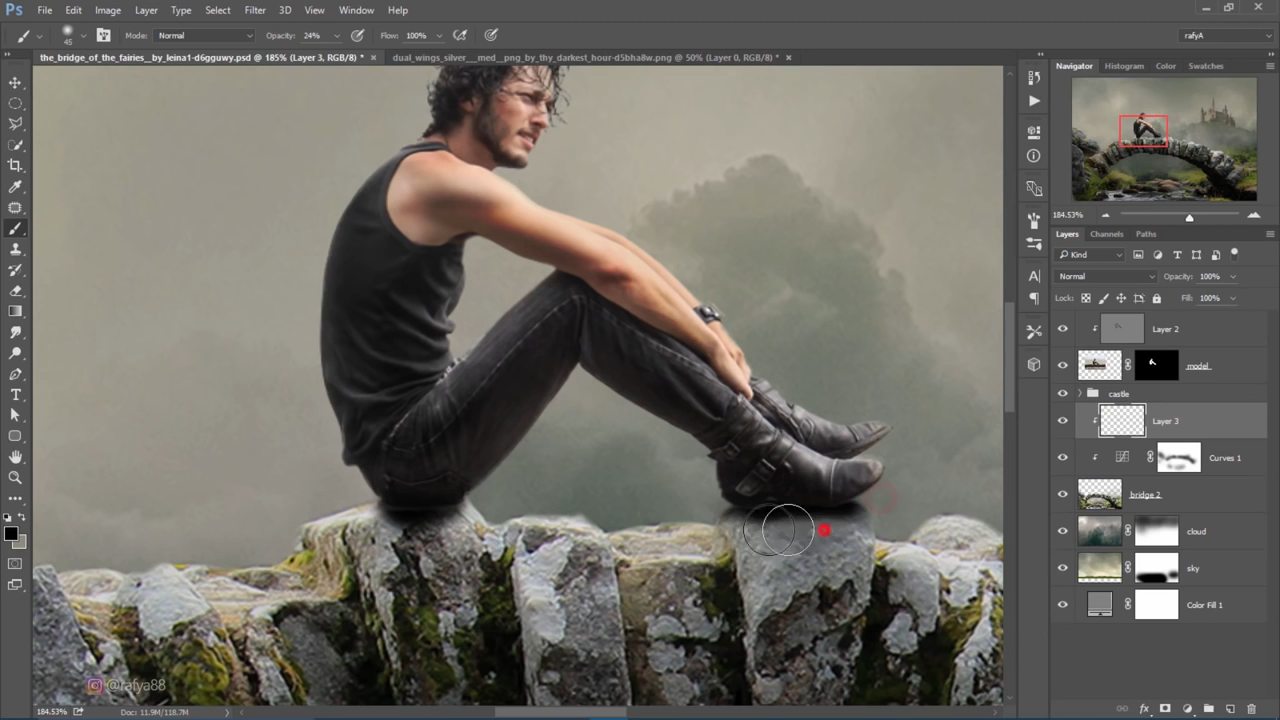 Ps File Edit Image Layer Type Select Filter 3D View Window Help
45 Mode: Normal Opacity: 24% Flow: 100% rafyA
the_bridge_of_the_fairies__by_leina1-d6gguwy.psd @ 185% (Layer 3, RGB/8) * × dual_wings_silver__med__png_by_thy_darkest_hour-d5bha8w.png @ 50% (Layer 0, RGB/8) * ×
Navigator Histogram Color Swatches
184.53%
Layers Channels Paths
Kind
Normal Opacity: 100%
Lock: Fill: 100%
Layer 2
model
castle
Layer 3
Curves 1
bridge 2
cloud
sky
Color Fill 1
@rafya88
184.53% Doc: 11.9M/118.7M